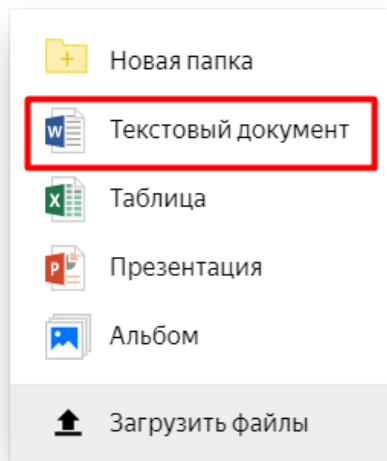 Новая папка
Текстовый документ
Таблица
Презентация
Альбом
Загрузить файлы